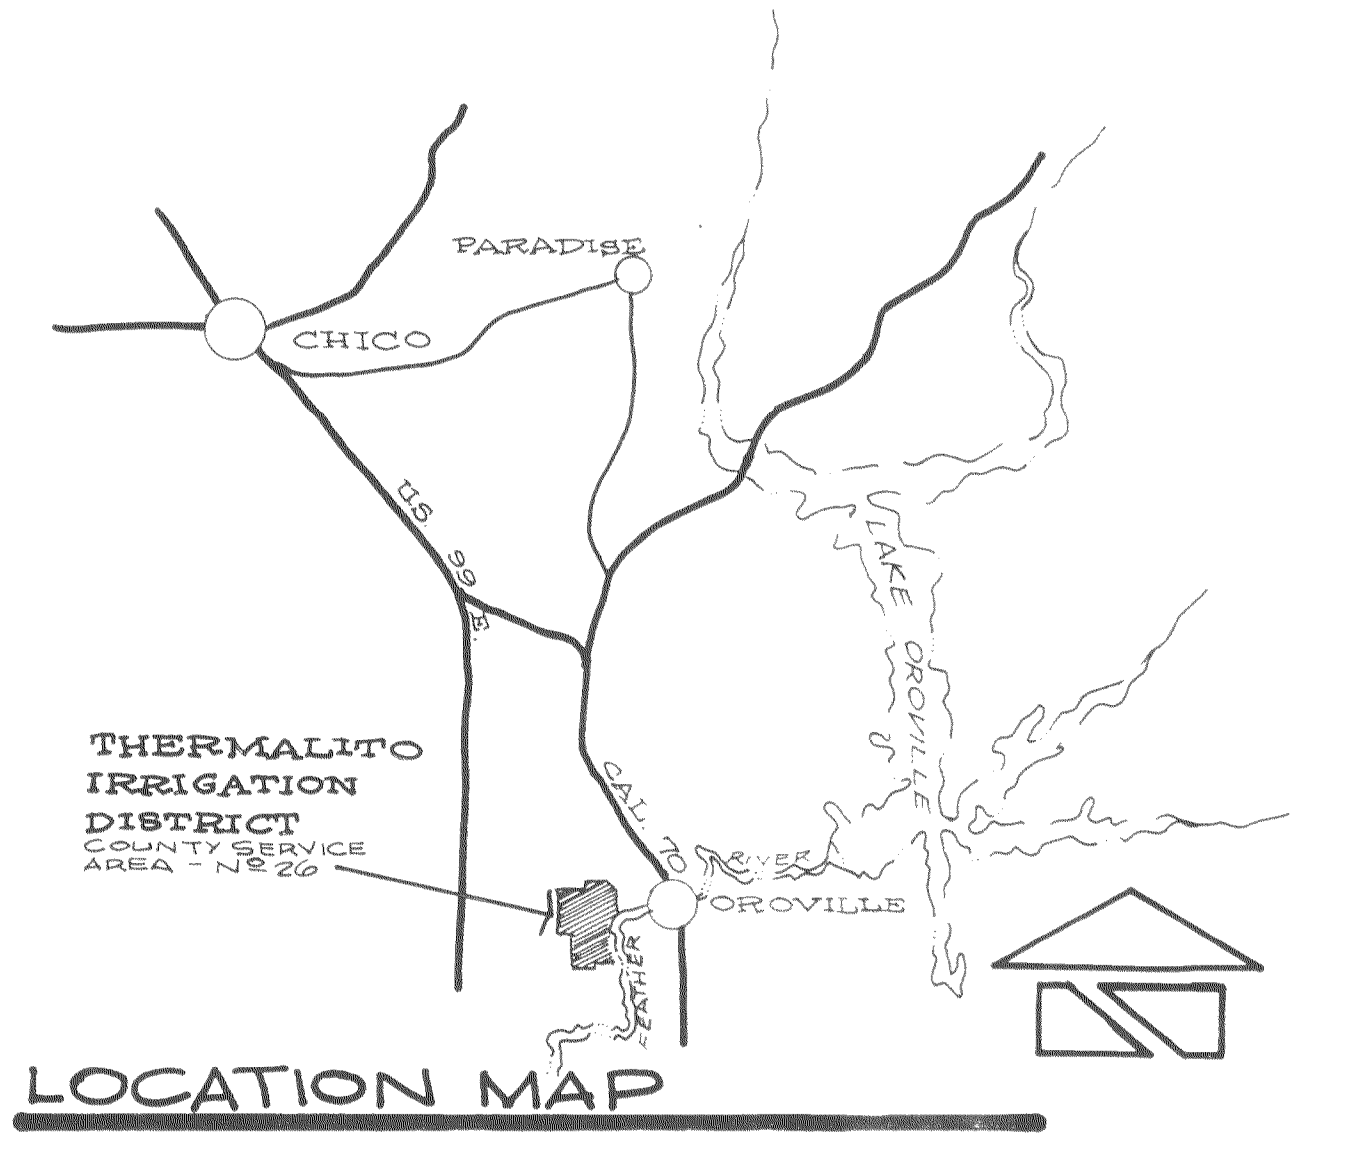 PARADISE
CHICO
U.S. 99 E.
LAKE OROVILLE
THERMALITO
IRRIGATION
DISTRICT
COUNTY SERVICE
AREA - Nº 26
CAL. 70
RIVER
OROVILLE
FEATHER
LOCATION MAP